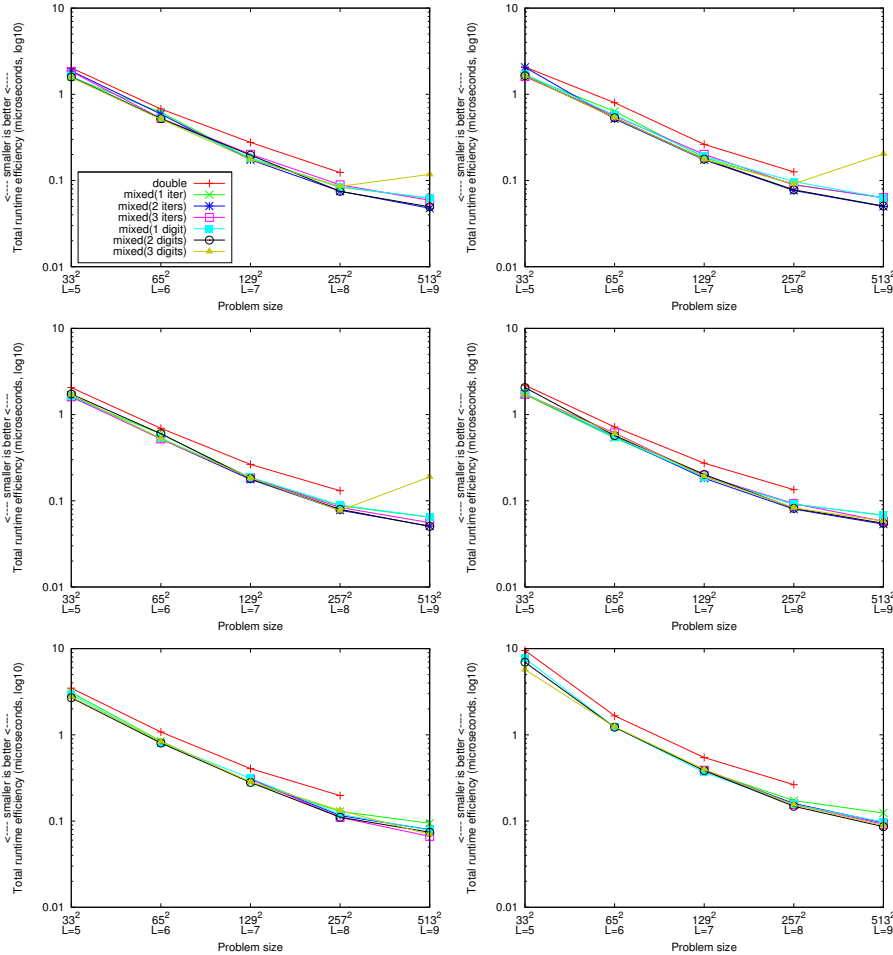 10
1
0.1
0.01
<---- smaller is better <----
Total runtime efficiency (microseconds, log10)
double
mixed(1 iter)
mixed(2 iters)
mixed(3 iters)
mixed(1 digit)
mixed(2 digits)
mixed(3 digits)
33² 65² 129² 257² 513²
L=5 L=6 L=7 L=8 L=9
Problem size
10
1
0.1
0.01
<---- smaller is better <----
Total runtime efficiency (microseconds, log10)
33² 65² 129² 257² 513²
L=5 L=6 L=7 L=8 L=9
Problem size
10
1
0.1
0.01
<---- smaller is better <----
Total runtime efficiency (microseconds, log10)
33² 65² 129² 257² 513²
L=5 L=6 L=7 L=8 L=9
Problem size
10
1
0.1
0.01
<---- smaller is better <----
Total runtime efficiency (microseconds, log10)
33² 65² 129² 257² 513²
L=5 L=6 L=7 L=8 L=9
Problem size
10
1
0.1
0.01
<---- smaller is better <----
Total runtime efficiency (microseconds, log10)
33² 65² 129² 257² 513²
L=5 L=6 L=7 L=8 L=9
Problem size
10
1
0.1
0.01
<---- smaller is better <----
Total runtime efficiency (microseconds, log10)
33² 65² 129² 257² 513²
L=5 L=6 L=7 L=8 L=9
Problem size